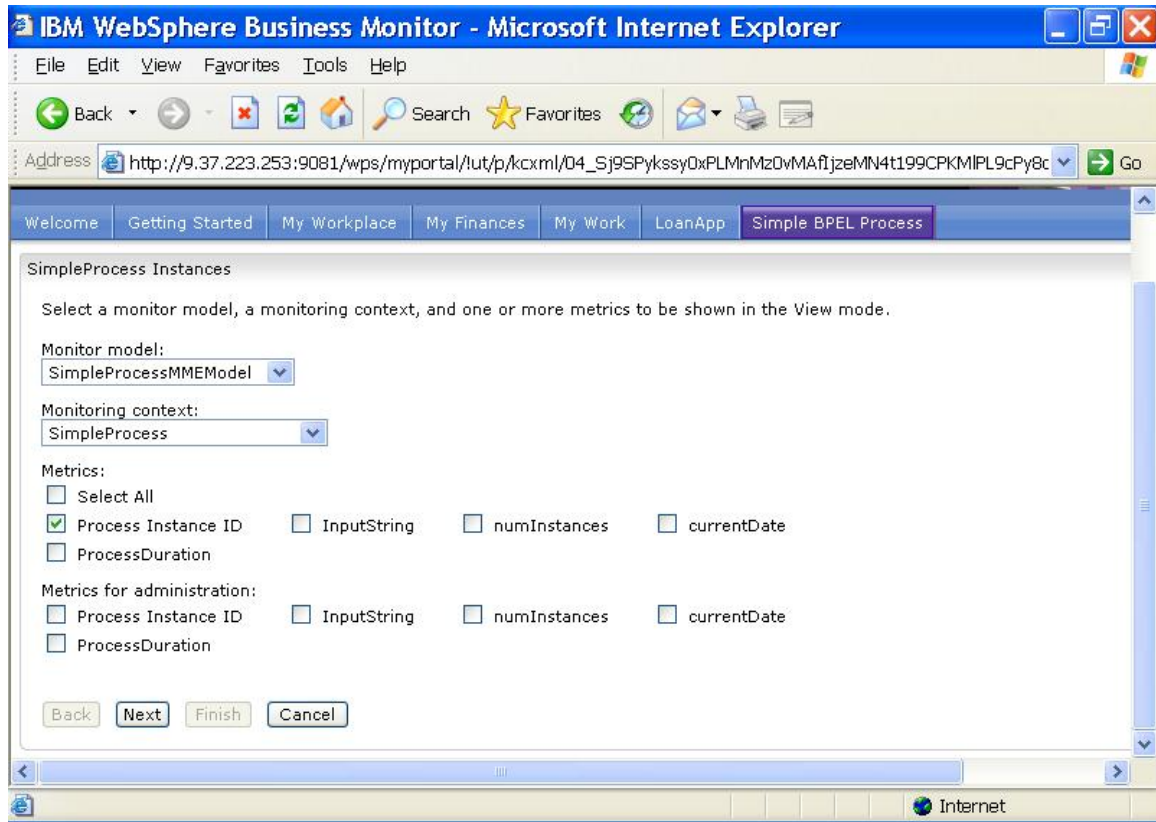 IBM WebSphere Business Monitor - Microsoft Internet Explorer
File Edit View Favorites Tools Help
Back Search Favorites
Address http://9.37.223.253:9081/wps/myportal/!ut/p/kcxml/04_Sj9SPykssy0xPLMnMz0vMAfIjzeMN4t199CPKMlPL9cPy8c Go
Welcome Getting Started My Workplace My Finances My Work LoanApp Simple BPEL Process
SimpleProcess Instances
Select a monitor model, a monitoring context, and one or more metrics to be shown in the View mode.
Monitor model:
SimpleProcessMMEModel
Monitoring context:
SimpleProcess
Metrics:
Select All
Process Instance ID InputString numInstances currentDate
ProcessDuration
Metrics for administration:
Process Instance ID InputString numInstances currentDate
ProcessDuration
Back Next Finish Cancel
Internet